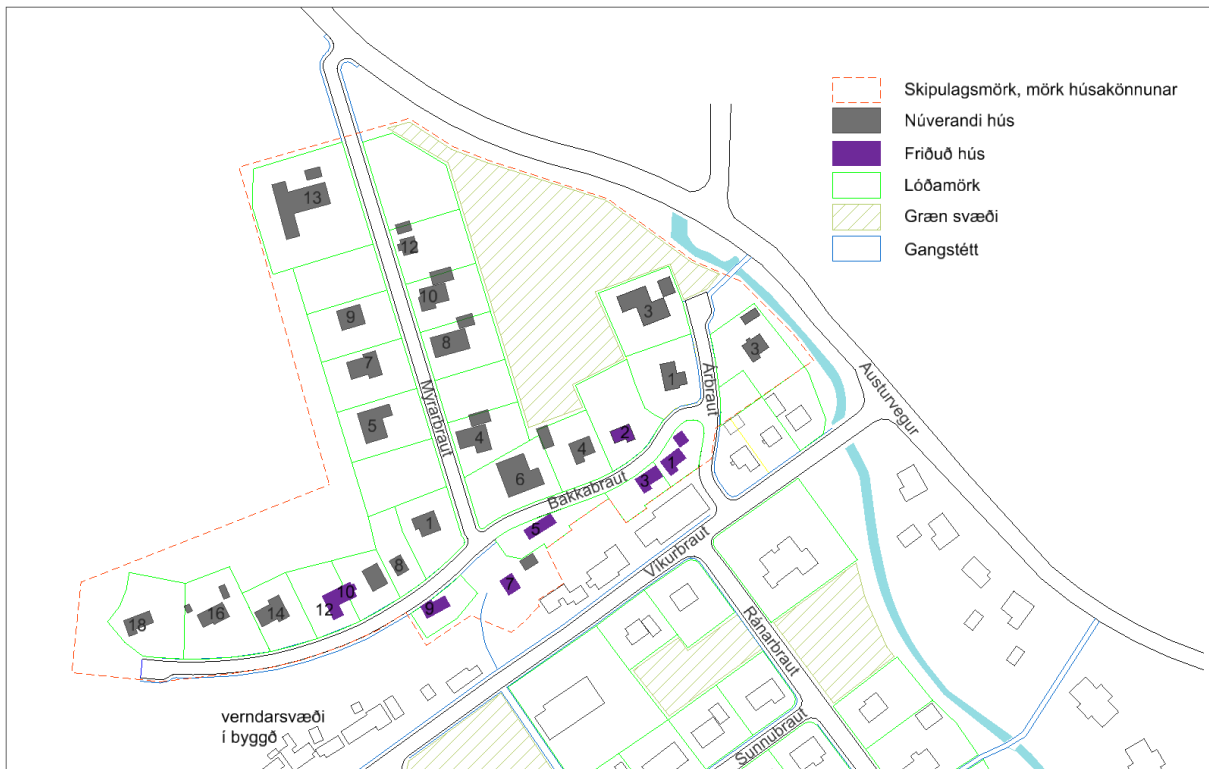 Skipulagsmörk, mörk húsakönnunar
Núverandi hús
Friðuð hús
Lóðamörk
Græn svæði
Gangstétt
13
12
10
9
8
7
5
4
6
4
2
3
1
3
Mýrarbraut
Árbraut
Austurvegur
Bakkabraut
1
3
5
7
9
1
8
10
12
14
16
18
Víkurbraut
Ránarbraut
Sunnubraut
verndarsvæði
í byggð